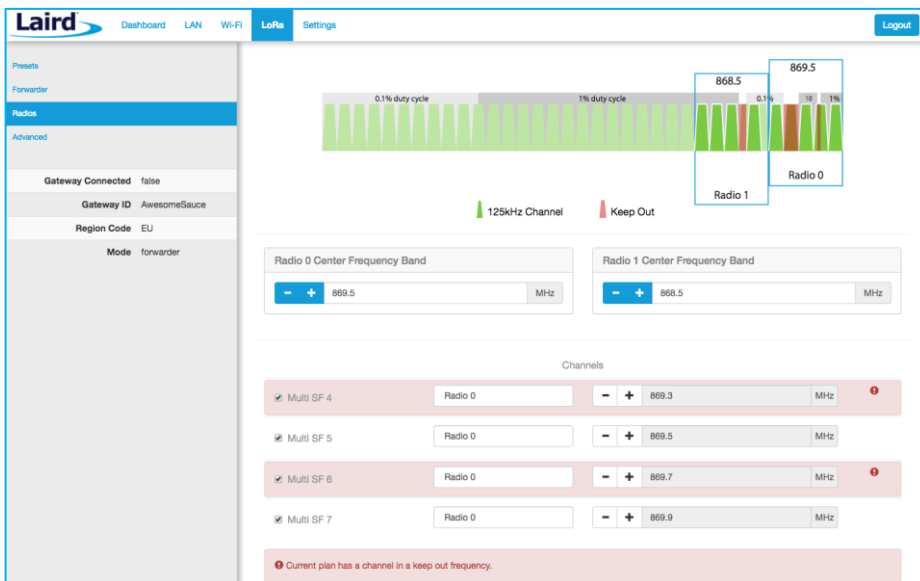 Laird
Dashboard LAN Wi-Fi LoRa Settings Logout
Presets
Forwarder
Radios
Advanced
Gateway Connected false
Gateway ID AwesomeSauce
Region Code EU
Mode forwarder
869.5
868.5
0.1% duty cycle 1% duty cycle 0.1% 10 1%
Radio 0
Radio 1
125kHz Channel Keep Out
Radio 0 Center Frequency Band Radio 1 Center Frequency Band
− + 869.5 MHz − + 868.5 MHz
Channels
Multi SF 4 Radio 0 − + 869.3 MHz
Multi SF 5 Radio 0 − + 869.5 MHz
Multi SF 6 Radio 0 − + 869.7 MHz
Multi SF 7 Radio 0 − + 869.9 MHz
Current plan has a channel in a keep out frequency.